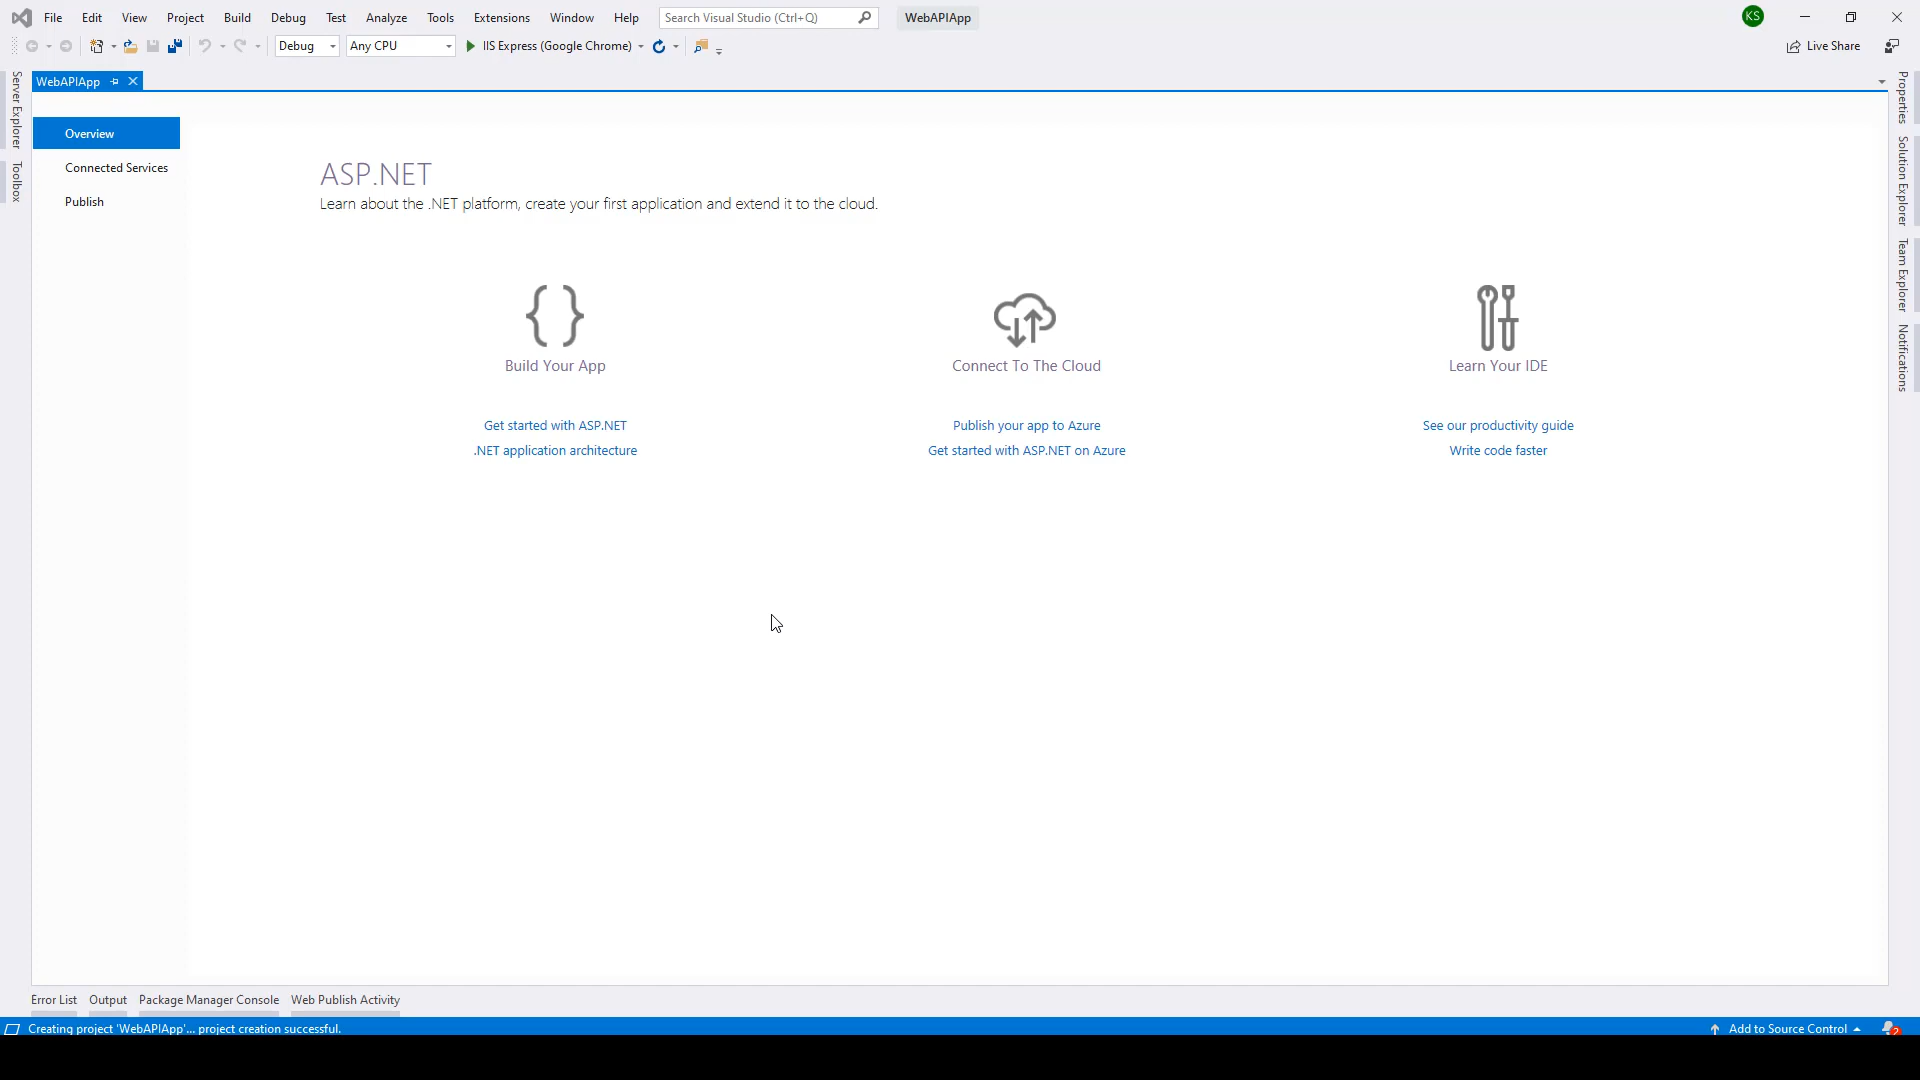 File Edit View Project Build Debug Test Analyze Tools Extensions Window Help Search Visual Studio (Ctrl+Q) WebAPIApp KS
Debug Any CPU IIS Express (Google Chrome) Live Share
WebAPIApp
Server Explorer
Toolbox
Overview
Connected Services
Publish
ASP.NET
Learn about the .NET platform, create your first application and extend it to the cloud.
Build Your App
Get started with ASP.NET
.NET application architecture
Connect To The Cloud
Publish your app to Azure
Get started with ASP.NET on Azure
Learn Your IDE
See our productivity guide
Write code faster
Properties
Solution Explorer
Team Explorer
Notifications
Error List Output Package Manager Console Web Publish Activity
Creating project 'WebAPIApp'... project creation successful. Add to Source Control 2